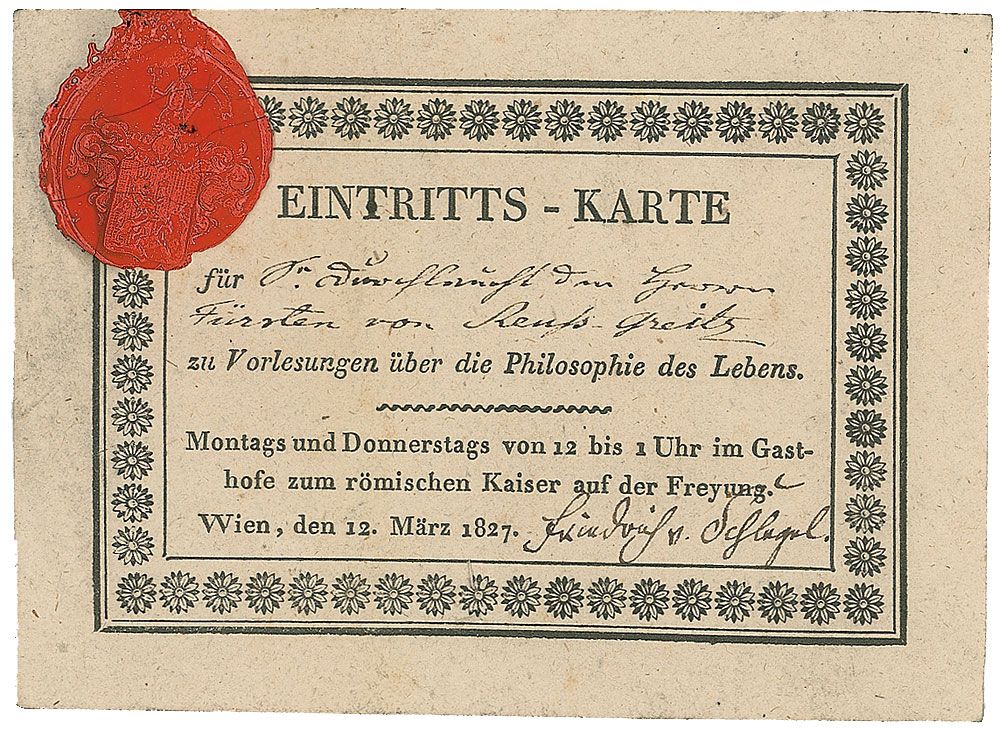 EINTRITTS - KARTE
für Sr. Durchlaucht den Herrn
Fürsten von Reuß-Greitz
zu Vorlesungen über die Philosophie des Lebens.
Montags und Donnerstags von 12 bis 1 Uhr im Gast-
hofe zum römischen Kaiser auf der Freyung.
Wien, den 12. März 1827. Friedrich v. Schlegel.